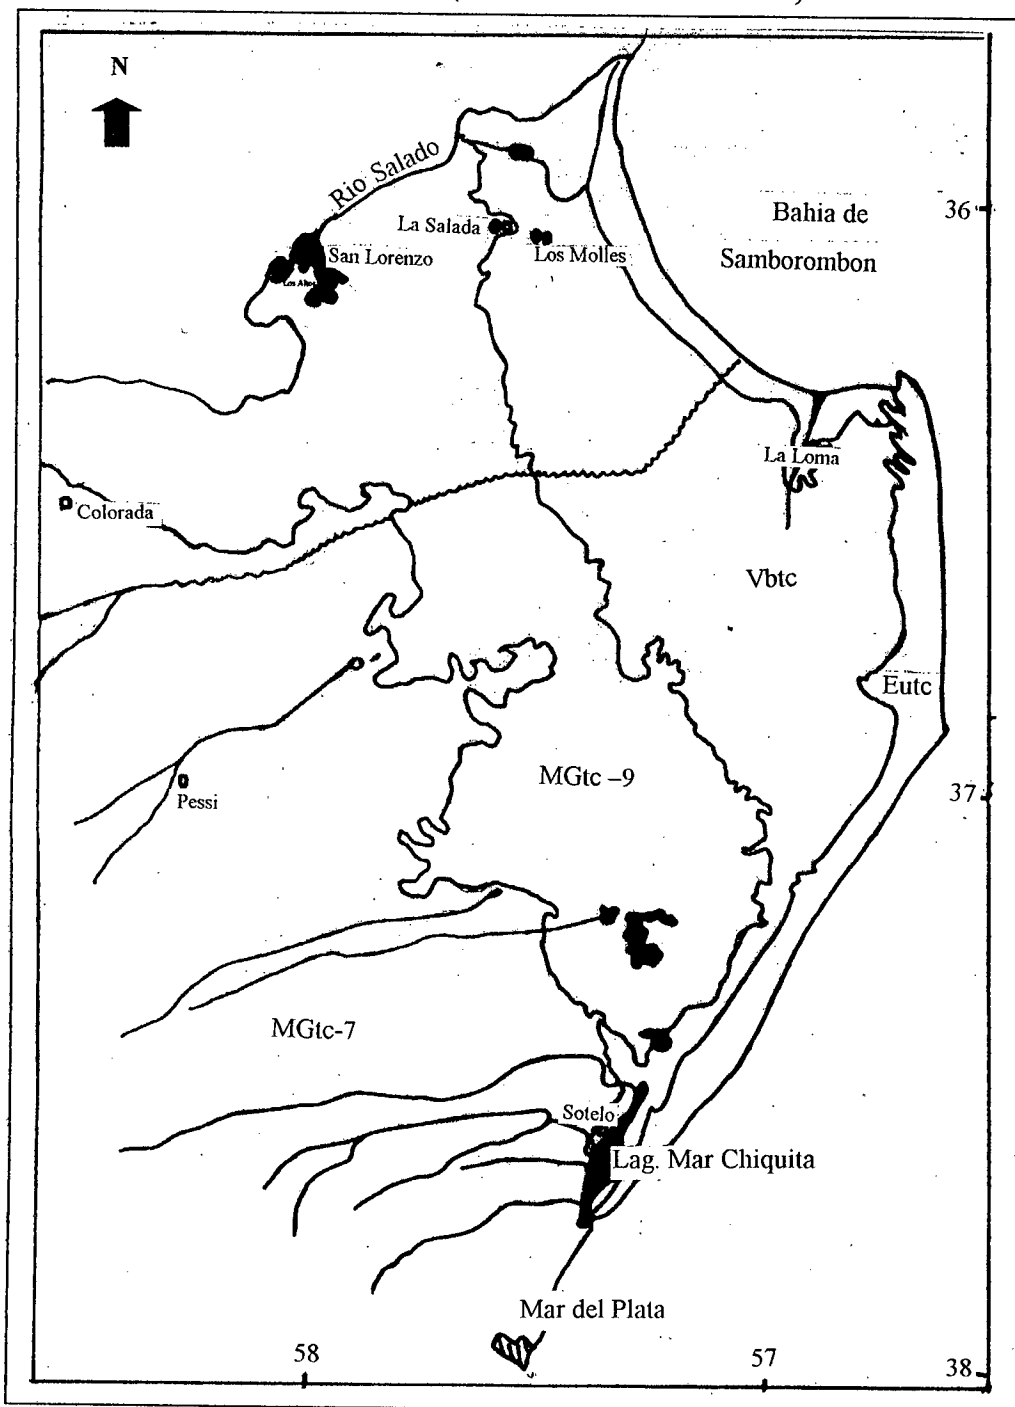 N
Rio Salado
36
Bahia de
Samborombon
La Salada
Los Molles
San Lorenzo
Los Altos
La Loma
Colorada
Vbtc
Eutc
MGtc –9
37
Pessi
MGtc-7
Sotelo
Lag. Mar Chiquita
Mar del Plata
58
57
38